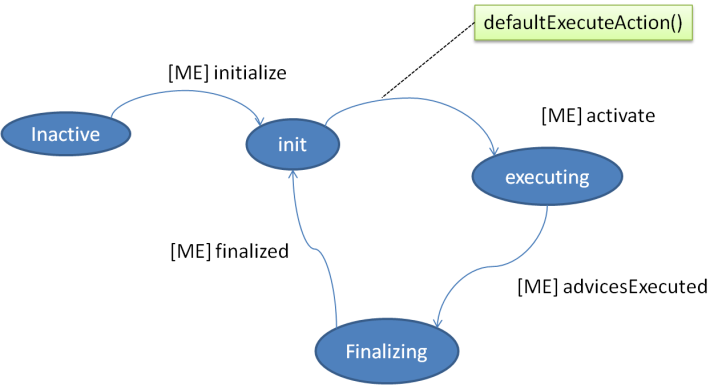 defaultExecuteAction()
[ME] initialize
[ME] activate
Inactive
init
executing
[ME] finalized
[ME] advicesExecuted
Finalizing